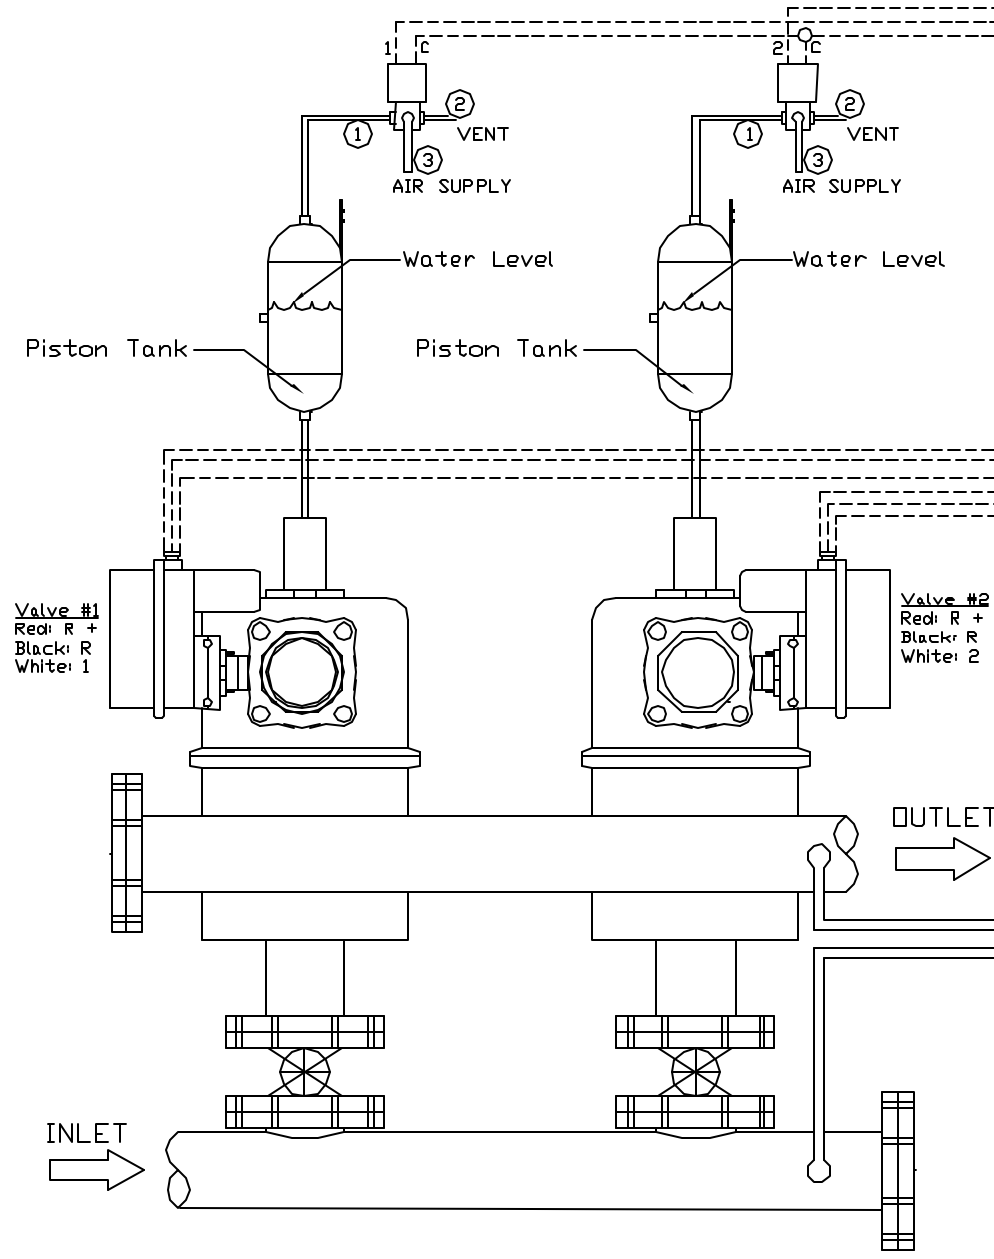 1 C
2 C
2
2
1
VENT
1
VENT
3
3
AIR SUPPLY
AIR SUPPLY
Water Level
Water Level
Piston Tank
Piston Tank
Valve #1
Red: R +
Black: R
White: 1
Valve #2
Red: R +
Black: R
White: 2
OUTLET
INLET